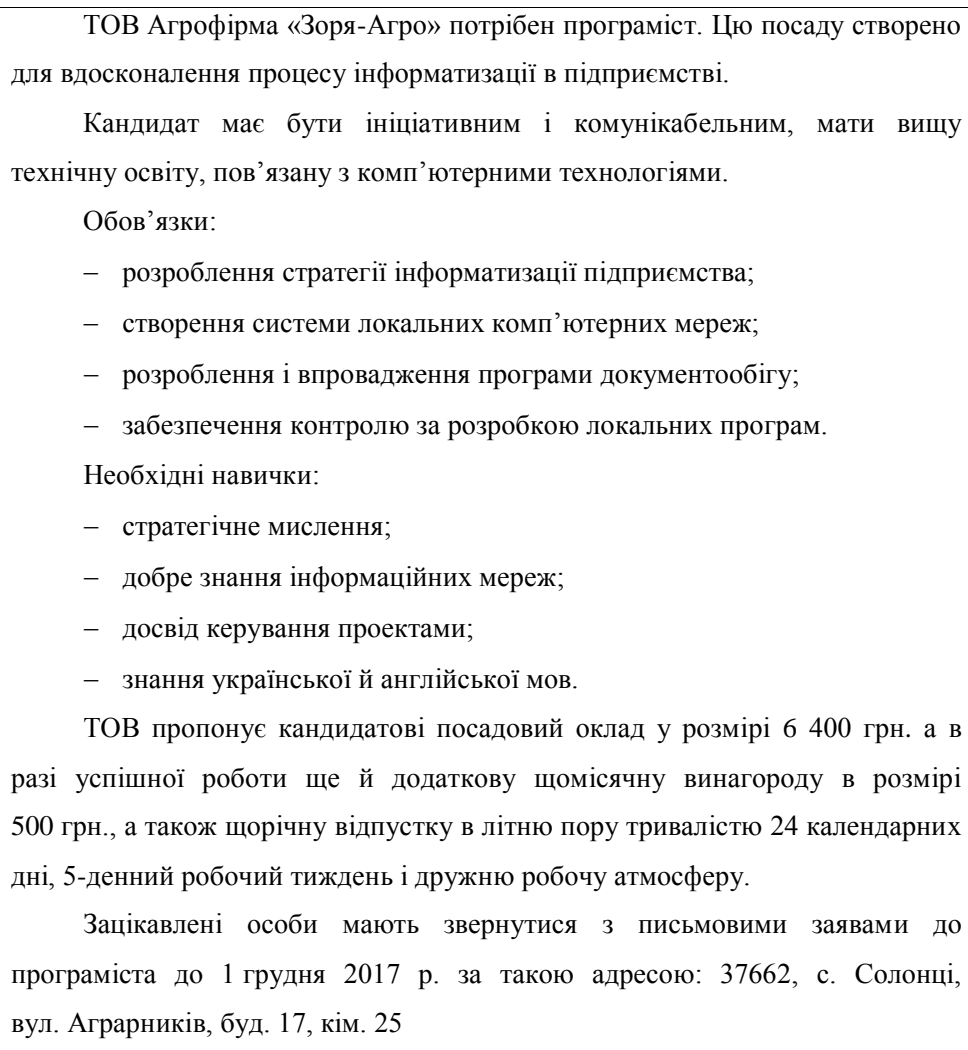 ТОВ Агрофірма «Зоря-Агро» потрібен програміст. Цю посаду створено
для вдосконалення процесу інформатизації в підприємстві.
Кандидат має бути ініціативним і комунікабельним, мати вищу
технічну освіту, пов’язану з комп’ютерними технологіями.
Обов’язки:
− розроблення стратегії інформатизації підприємства;
− створення системи локальних комп’ютерних мереж;
− розроблення і впровадження програми документообігу;
− забезпечення контролю за розробкою локальних програм.
Необхідні навички:
− стратегічне мислення;
− добре знання інформаційних мереж;
− досвід керування проектами;
− знання української й англійської мов.
ТОВ пропонує кандидатові посадовий оклад у розмірі 6 400 грн. а в
разі успішної роботи ще й додаткову щомісячну винагороду в розмірі
500 грн., а також щорічну відпустку в літню пору тривалістю 24 календарних
дні, 5-денний робочий тиждень і дружню робочу атмосферу.
Зацікавлені особи мають звернутися з письмовими заявами до
програміста до 1 грудня 2017 р. за такою адресою: 37662, с. Солонці,
вул. Аграрників, буд. 17, кім. 25